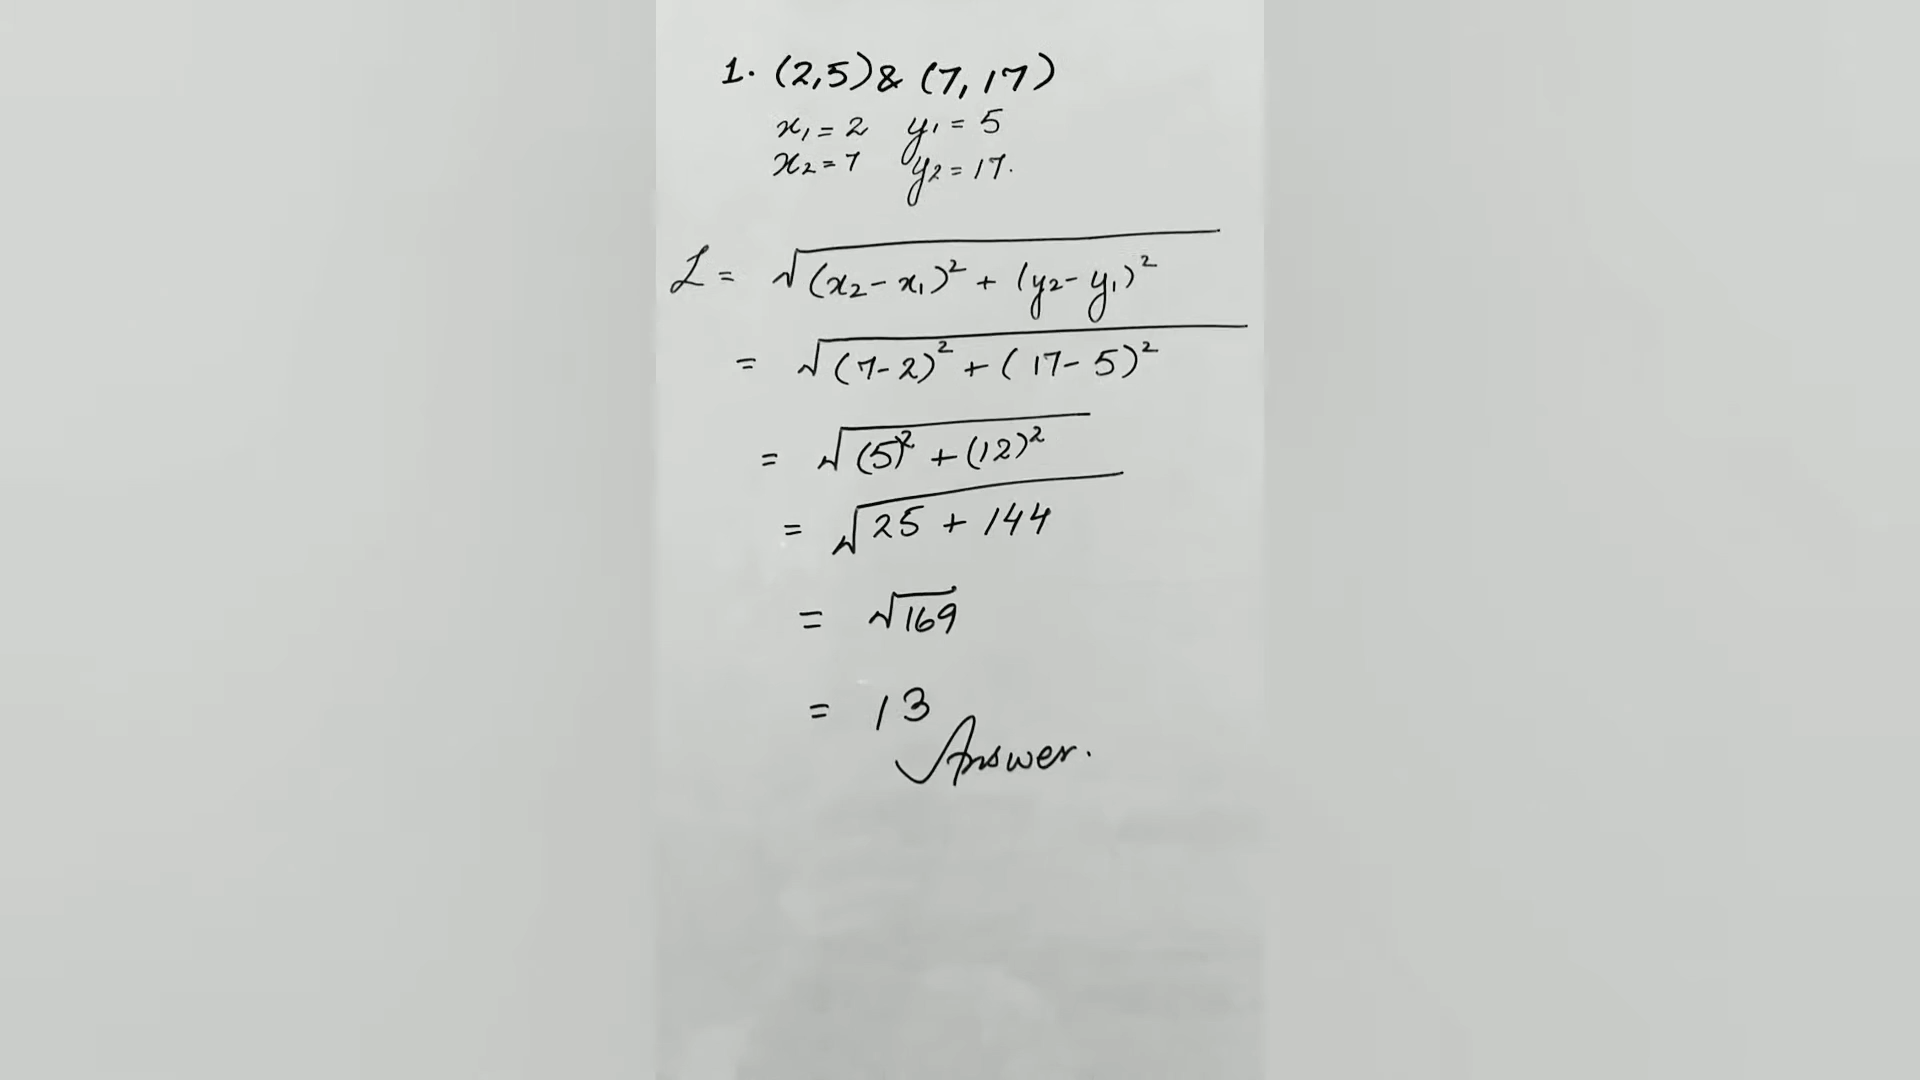 1. (2,5) & (7, 17)
x₁ = 2 y₁ = 5
x₂ = 7 y₂ = 17.
L = √(x₂ - x₁)² + (y₂ - y₁)²
= √(7 - 2)² + (17 - 5)²
= √(5)² + (12)²
= √25 + 144
= √169
= 13
Answer.